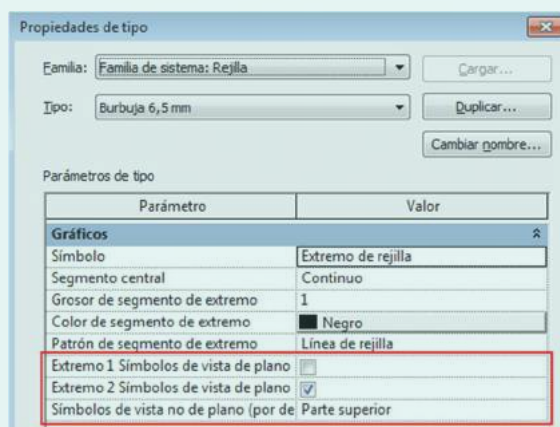 Propiedades de tipo
Familia: Familia de sistema: Rejilla Cargar...
Tipo: Burbuja 6,5 mm Duplicar...
Cambiar nombre...
Parámetros de tipo
Parámetro Valor
Gráficos
Símbolo Extremo de rejilla
Segmento central Continuo
Grosor de segmento de extremo 1
Color de segmento de extremo Negro
Patrón de segmento de extremo Línea de rejilla
Extremo 1 Símbolos de vista de plano
Extremo 2 Símbolos de vista de plano
Símbolos de vista no de plano (por de Parte superior